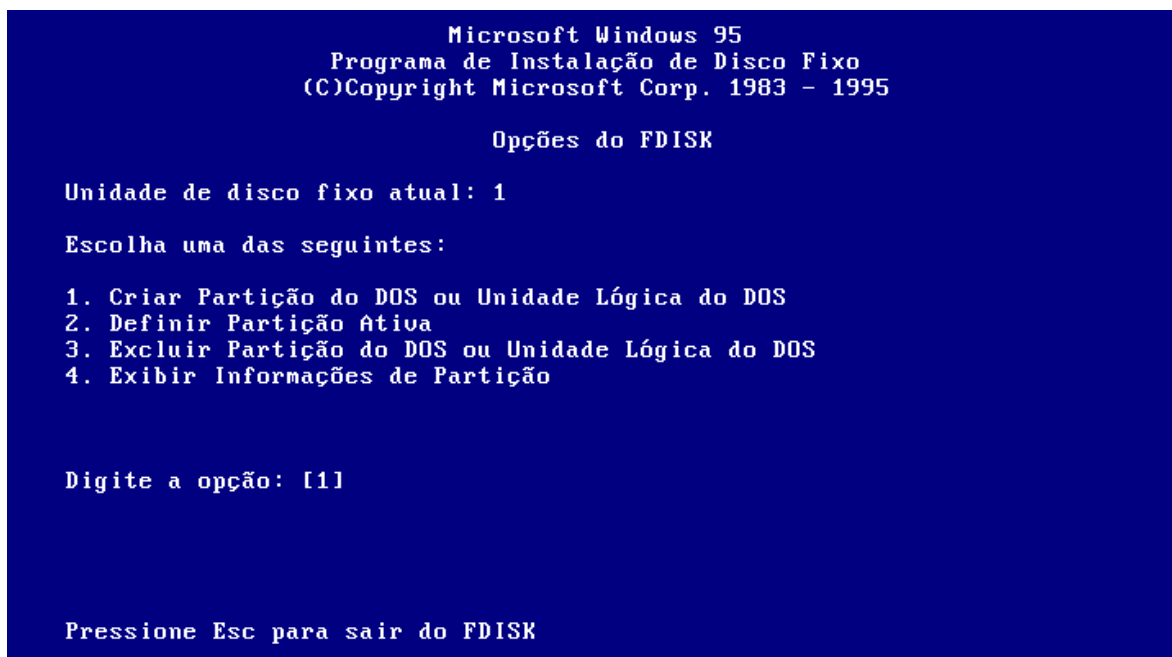 Microsoft Windows 95
Programa de Instalação de Disco Fixo
(C)Copyright Microsoft Corp. 1983 - 1995
Opções do FDISK
Unidade de disco fixo atual: 1
Escolha uma das seguintes:
1. Criar Partição do DOS ou Unidade Lógica do DOS
2. Definir Partição Ativa
3. Excluir Partição do DOS ou Unidade Lógica do DOS
4. Exibir Informações de Partição
Digite a opção: [1]
Pressione Esc para sair do FDISK